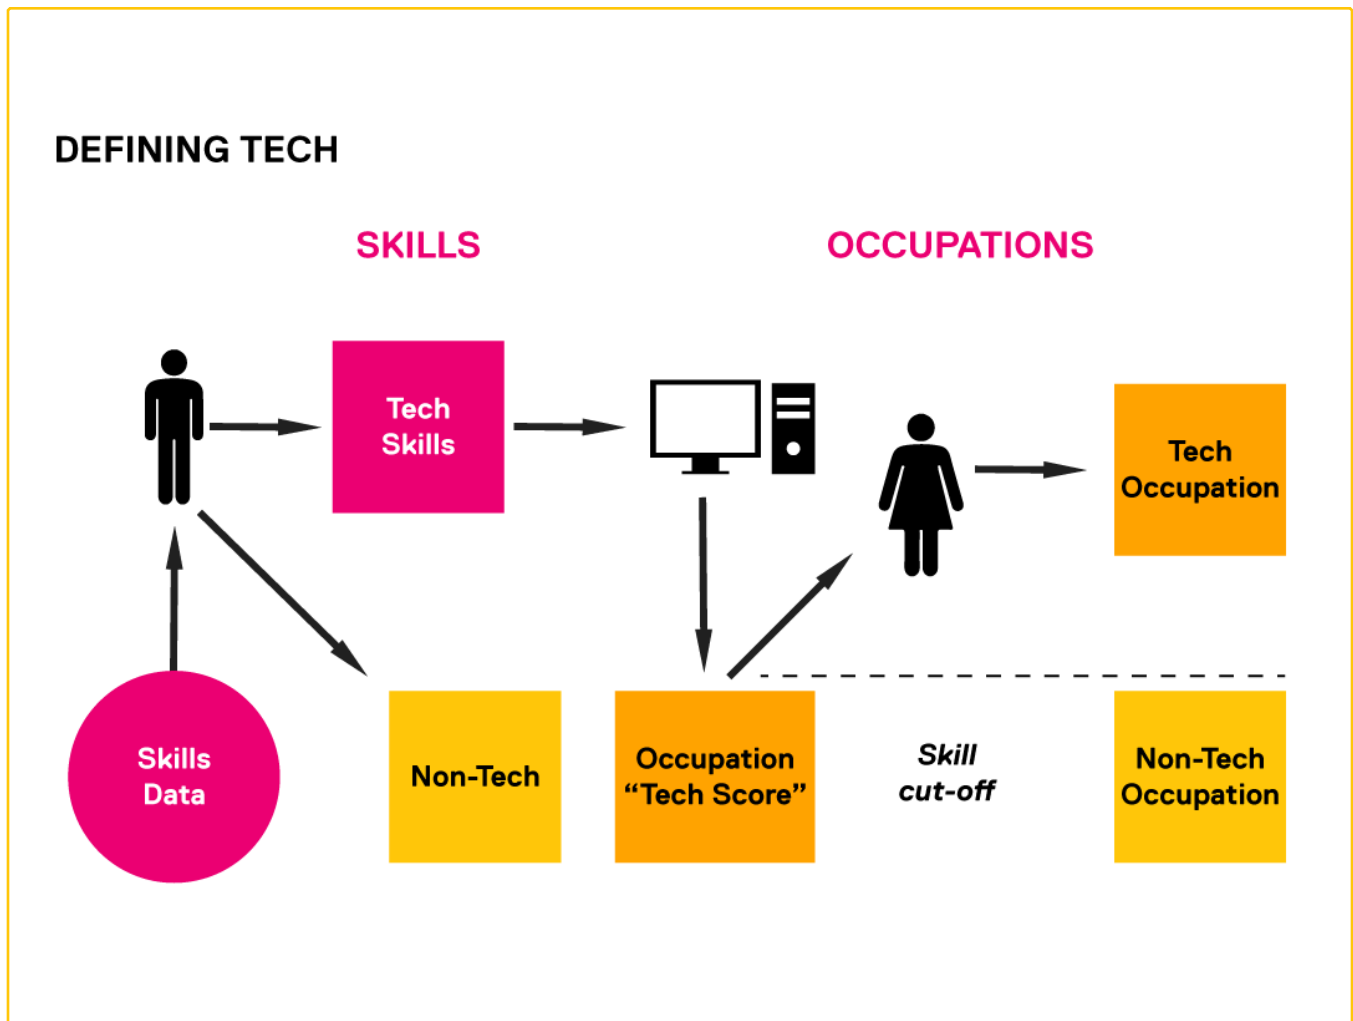 DEFINING TECH
SKILLS
OCCUPATIONS
Tech
Skills
Tech
Occupation
Skills
Data
Non-Tech
Occupation
“Tech Score”
Skill
cut-off
Non-Tech
Occupation